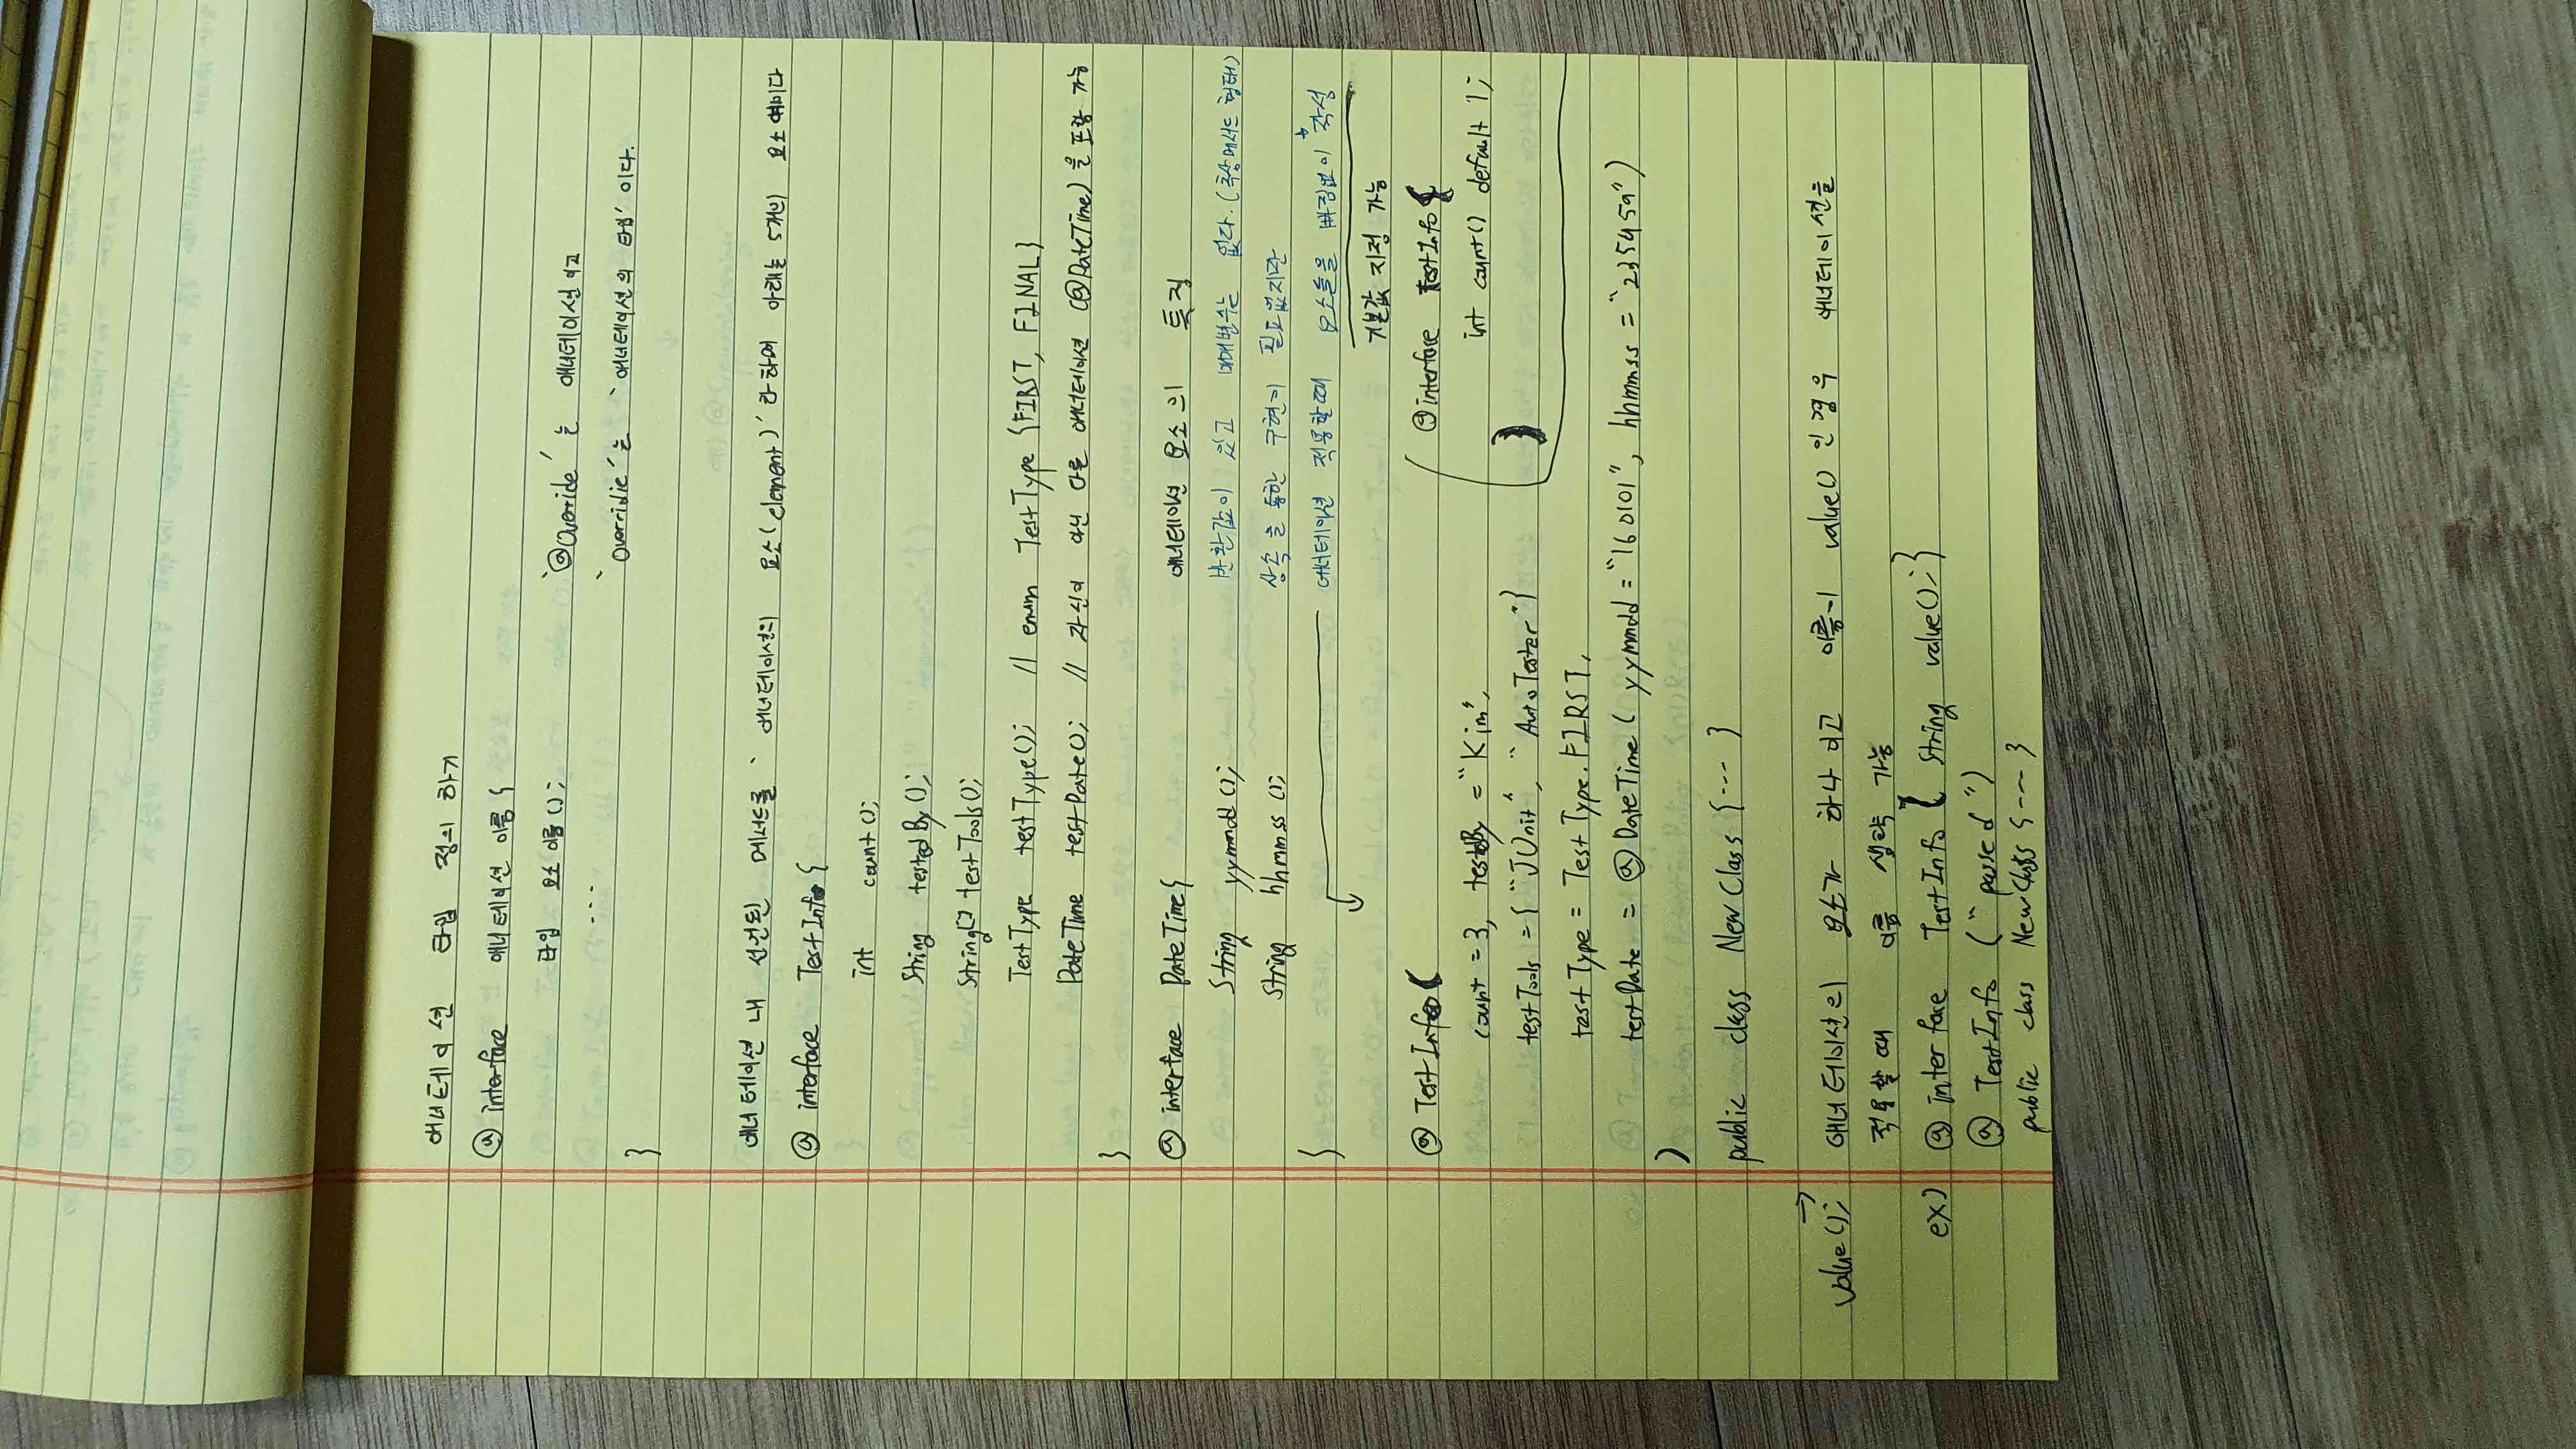 애너테이션 타입 정의 하기
@ interface 애너테이션 이름 {
타입 요소이름 ();
...
}
'@Override' 는 애너테이션 이고
'Overridie' 는 '애너테이션의 타입' 이다.
애너테이션 내 선언된 메서드를 '애너테이션의 요소(element)' 라하며 아래는 5개의 요소 예이다
@ interface TestInfo {
int count ();
String testedBy ();
String[] testTools();
TestType testType(); // enum TestType {FIRST, FINAL}
DateTime testDate(); // 자신이 아닌 다른 애너테이션 (@DateTime) 을 포함 가능
}
@ interface DateTime {
String yymmdd ();
String hhmmss ();
}
애너테이션 요소의 특징
반환값이 있고 매개변수는 없다. (추상메서드 형태)
상속을 통한 구현이 필요없지만
애너테이션 적용할때 요소들을 빠짐없이 작성
기본값 지정 가능
@interface TestInfo {
int count() default 1;
}
@ TestInfo (
count = 3, testedBy = "Kim",
testTools = { "JUnit", "AutoTester" }
testType = TestType.FIRST,
testDate = @ DateTime ( yymmdd = "160101", hhmmss = "235959" )
)
public class NewClass { --- }
value(); → 애너테이션의 요소가 하나 이고 이름이 value() 인 경우 애너테이션을
적용할 때 이름 생략 가능
ex) @ interface TestInfo { String value(); }
@ TestInfo ("passed")
public class NewClass { --- }